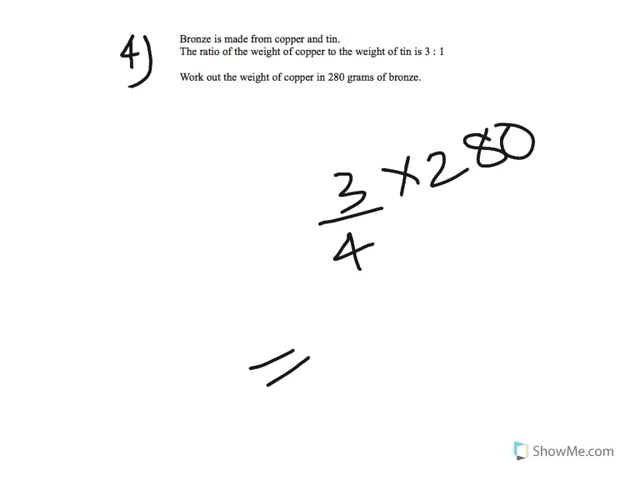 4)
Bronze is made from copper and tin.
The ratio of the weight of copper to the weight of tin is 3 : 1
Work out the weight of copper in 280 grams of bronze.
3/4 × 280
=
ShowMe.com